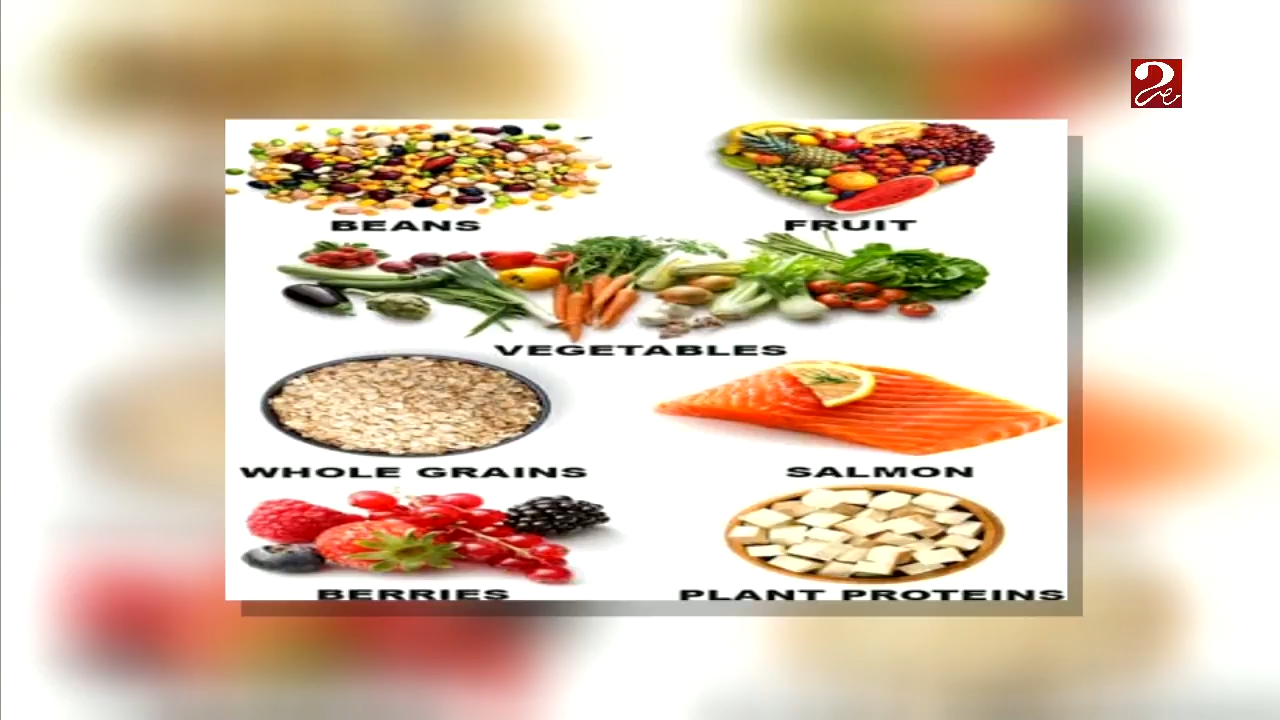 BEANS
FRUIT
VEGETABLES
WHOLE GRAINS
SALMON
BERRIES
PLANT PROTEINS